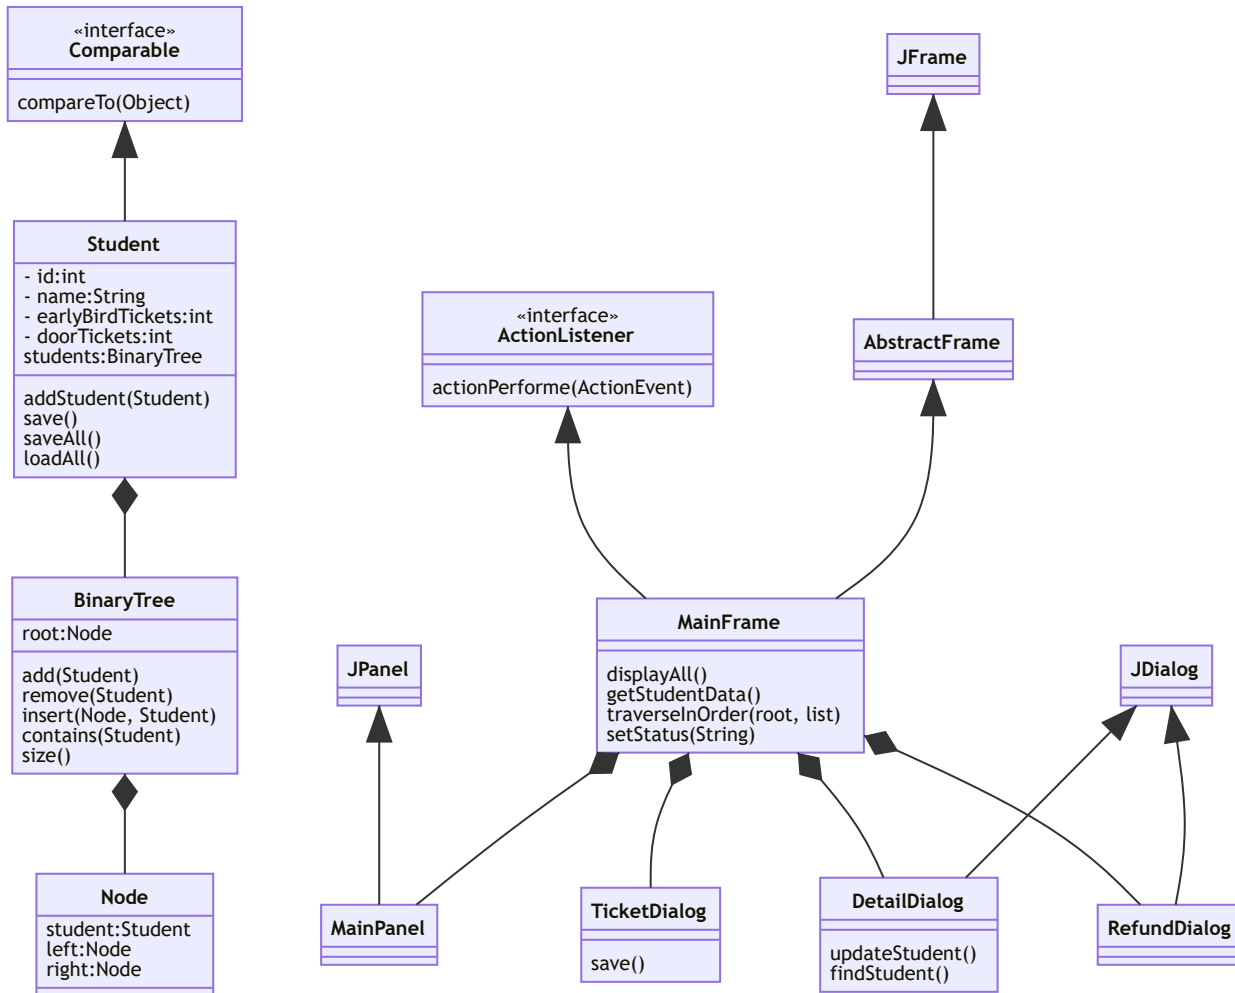 «interface»
Comparable
compareTo(Object)
JFrame
Student
- id:int
- name:String
- earlyBirdTickets:int
- doorTickets:int
students:BinaryTree
addStudent(Student)
save()
saveAll()
loadAll()
«interface»
ActionListener
actionPerforme(ActionEvent)
AbstractFrame
BinaryTree
root:Node
add(Student)
remove(Student)
insert(Node, Student)
contains(Student)
size()
JPanel
MainFrame
displayAll()
getStudentData()
traverseInOrder(root, list)
setStatus(String)
JDialog
Node
student:Student
left:Node
right:Node
MainPanel
TicketDialog
save()
DetailDialog
updateStudent()
findStudent()
RefundDialog